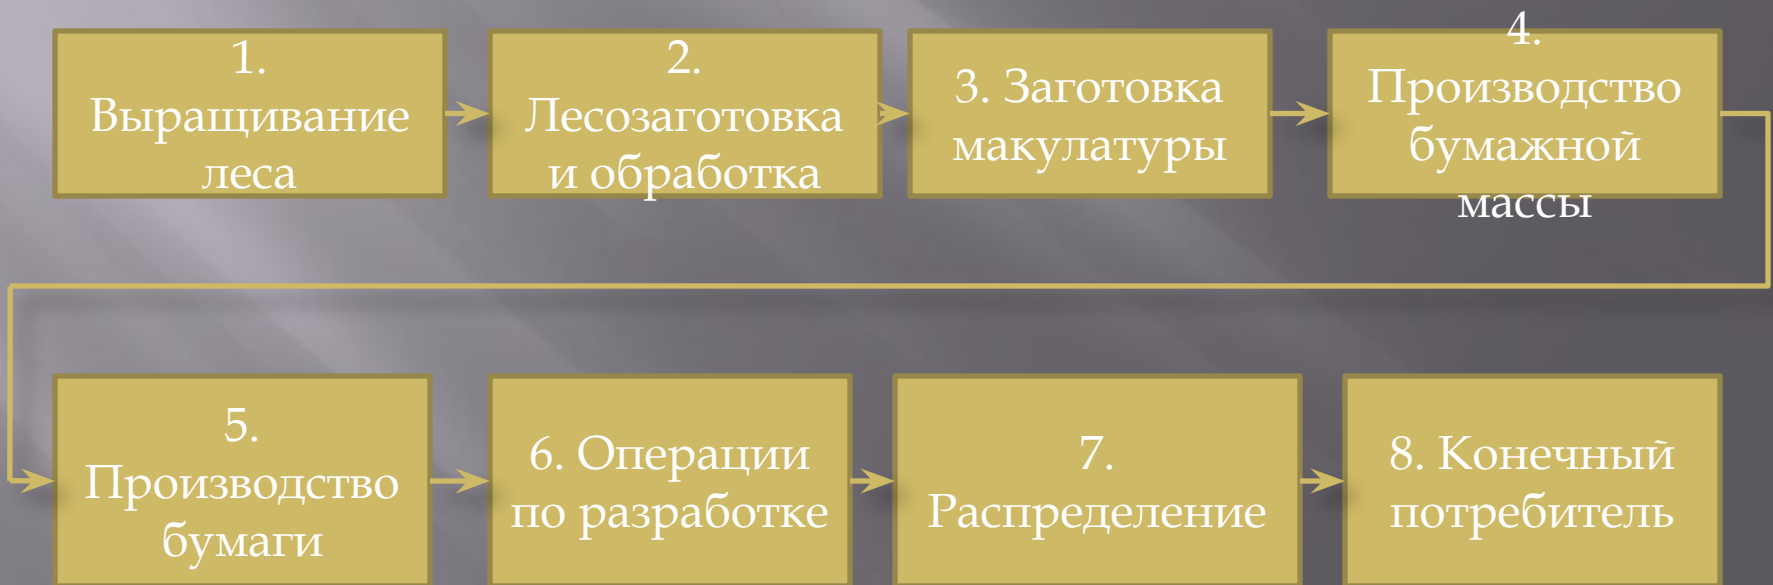 1.
Выращивание
леса
2.
Лесозаготовка
и обработка
3. Заготовка
макулатуры
4.
Производство
бумажной
массы
5.
Производство
бумаги
6. Операции
по разработке
7.
Распределение
8. Конечный
потребитель